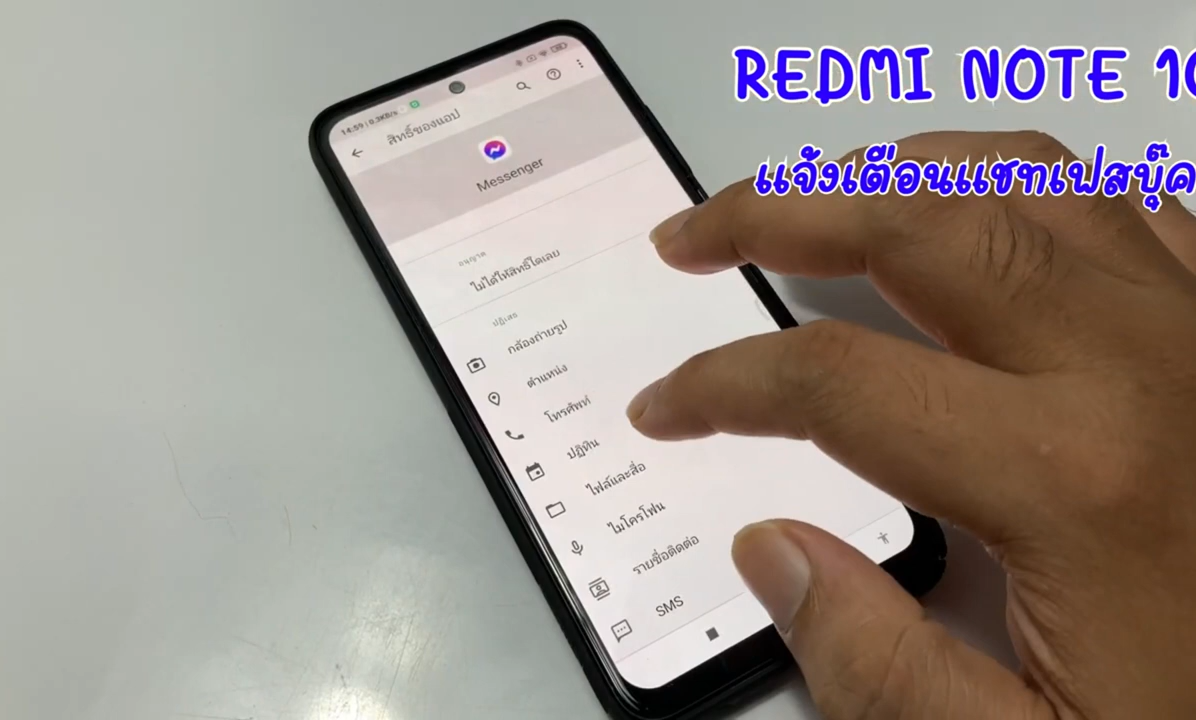 REDMI NOTE 10
แจ้งเตือนแชทเฟสบุ๊ค
14:59 | 0.3KB/s
สิทธิ์ของแอป
Messenger
อนุญาต
ไม่ได้ให้สิทธิ์ใดเลย
ปฏิเสธ
กล้องถ่ายรูป
ตำแหน่ง
โทรศัพท์
ปฏิทิน
ไฟล์และสื่อ
ไมโครโฟน
รายชื่อติดต่อ
SMS